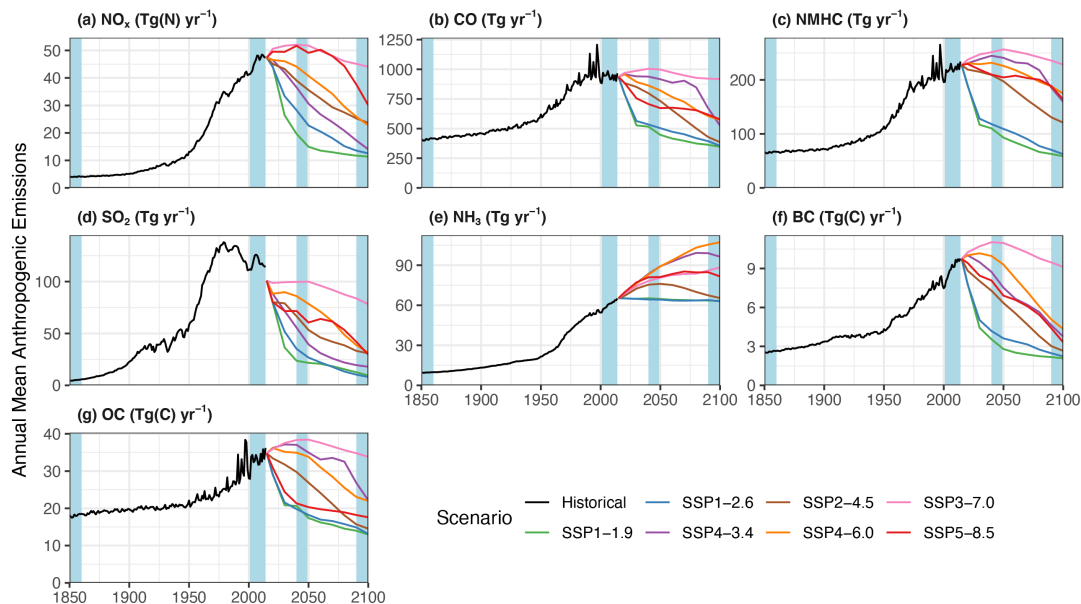 (a) NOₓ (Tg(N) yr⁻¹)
(b) CO (Tg yr⁻¹)
(c) NMHC (Tg yr⁻¹)
50
40
30
20
10
0
1250
1000
750
500
250
0
200
100
0
(d) SO₂ (Tg yr⁻¹)
(e) NH₃ (Tg yr⁻¹)
(f) BC (Tg(C) yr⁻¹)
100
50
0
90
60
30
0
9
6
3
0
1850 1900 1950 2000 2050 2100
1850 1900 1950 2000 2050 2100
(g) OC (Tg(C) yr⁻¹)
40
30
20
10
0
1850 1900 1950 2000 2050 2100
Annual Mean Anthropogenic Emissions
Scenario
Historical SSP1−2.6 SSP2−4.5 SSP3−7.0
SSP1−1.9 SSP4−3.4 SSP4−6.0 SSP5−8.5